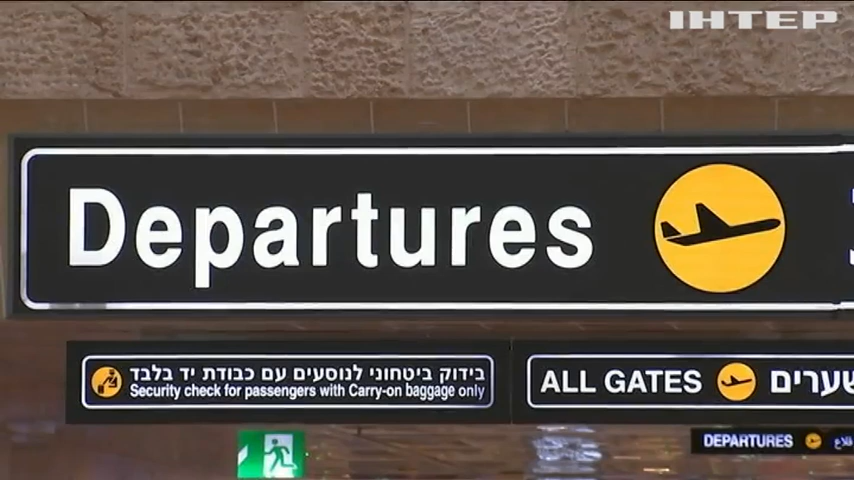 ІНТЕР
Departures
בידוק ביטחוני לנוסעים עם כבודת יד בלבד
Security check for passengers with Carry-on baggage only
ALL GATES
DEPARTURES